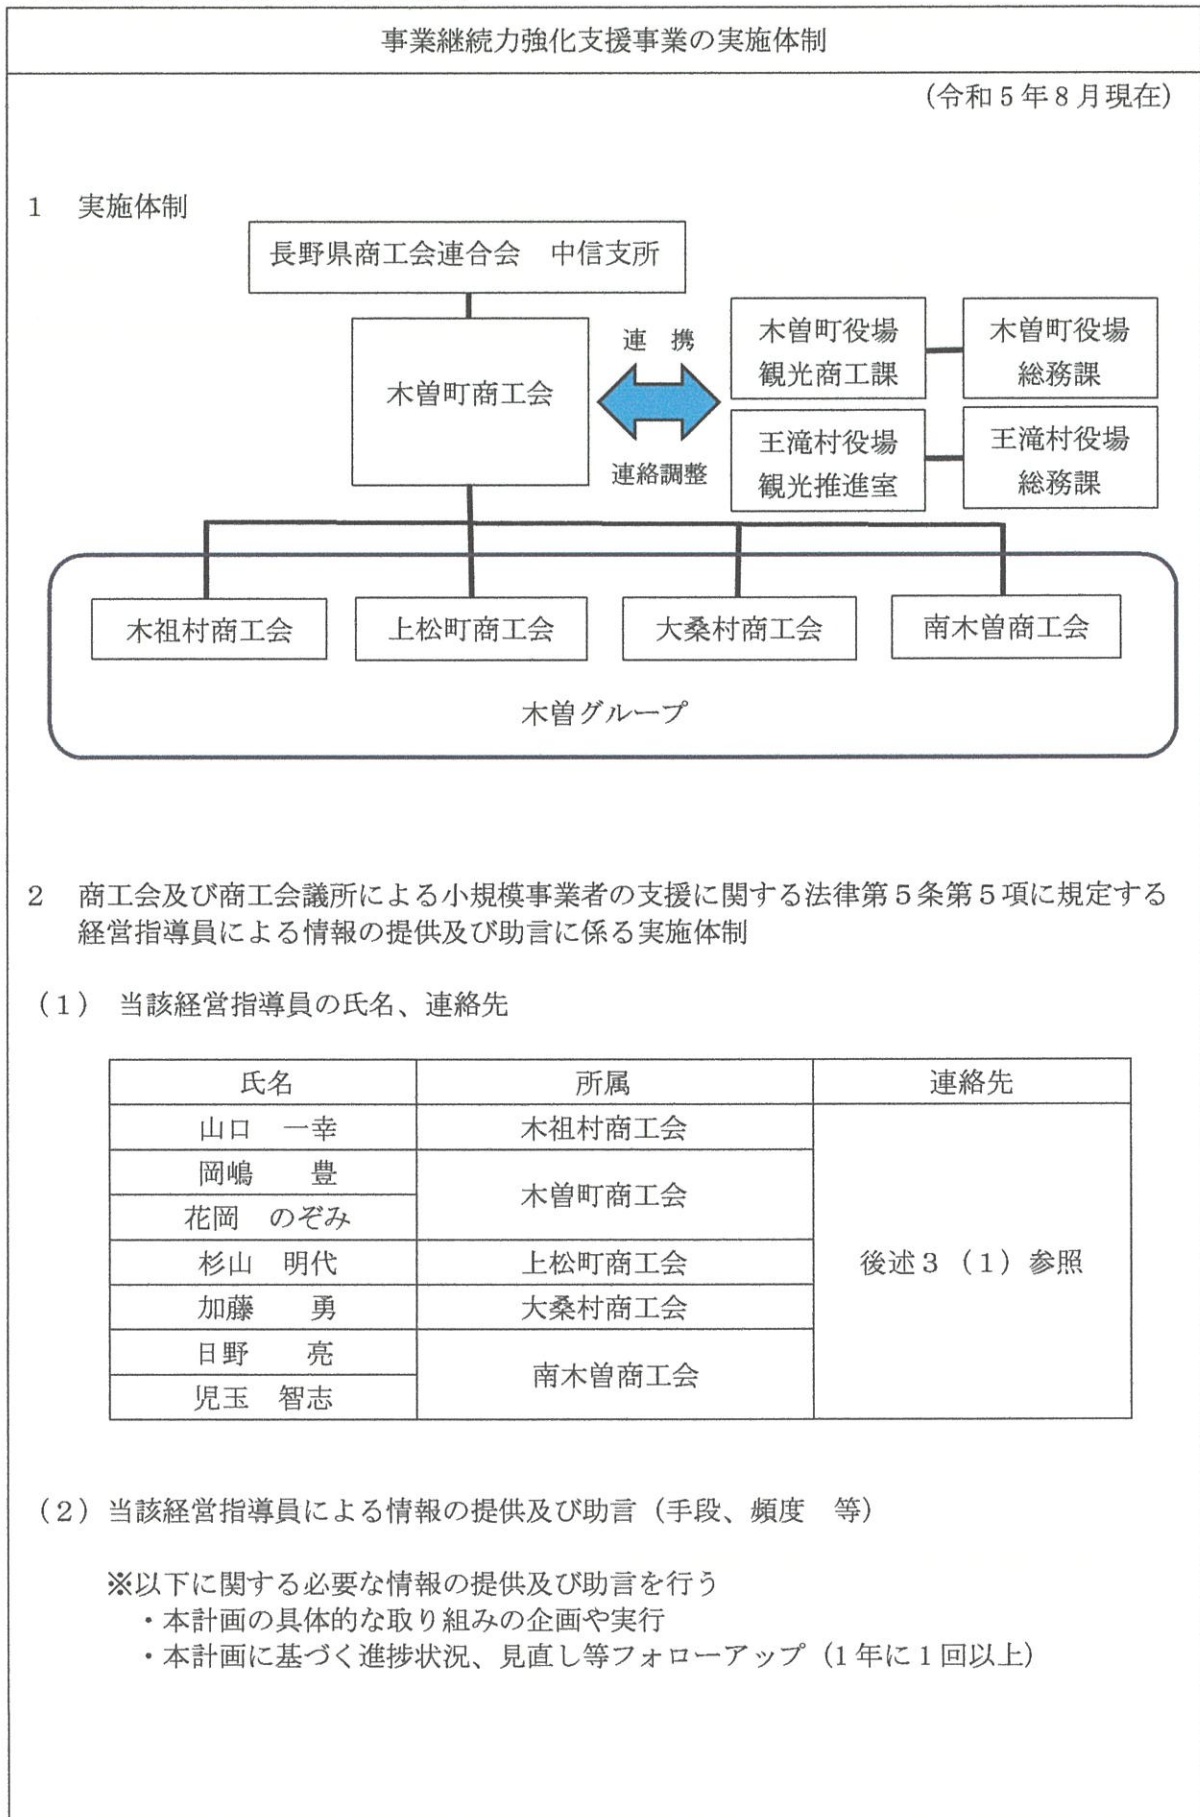 事業継続力強化支援事業の実施体制
(令和5年8月現在)
1　実施体制
長野県商工会連合会　中信支所
木曽町商工会
連　携
連絡調整
木曽町役場
観光商工課
木曽町役場
総務課
王滝村役場
観光推進室
王滝村役場
総務課
木祖村商工会
上松町商工会
大桑村商工会
南木曽商工会
木曽グループ
2　商工会及び商工会議所による小規模事業者の支援に関する法律第5条第5項に規定する
経営指導員による情報の提供及び助言に係る実施体制
(1)　当該経営指導員の氏名、連絡先
氏名　所属　連絡先
山口　一幸　木祖村商工会
岡嶋　　豊
木曽町商工会
花岡　のぞみ
杉山　明代　上松町商工会
後述3(1)参照
加藤　　勇　大桑村商工会
日野　　亮
南木曽商工会
児玉　智志
(2)当該経営指導員による情報の提供及び助言(手段、頻度　等)
※以下に関する必要な情報の提供及び助言を行う
・本計画の具体的な取り組みの企画や実行
・本計画に基づく進捗状況、見直し等フォローアップ(1年に1回以上)